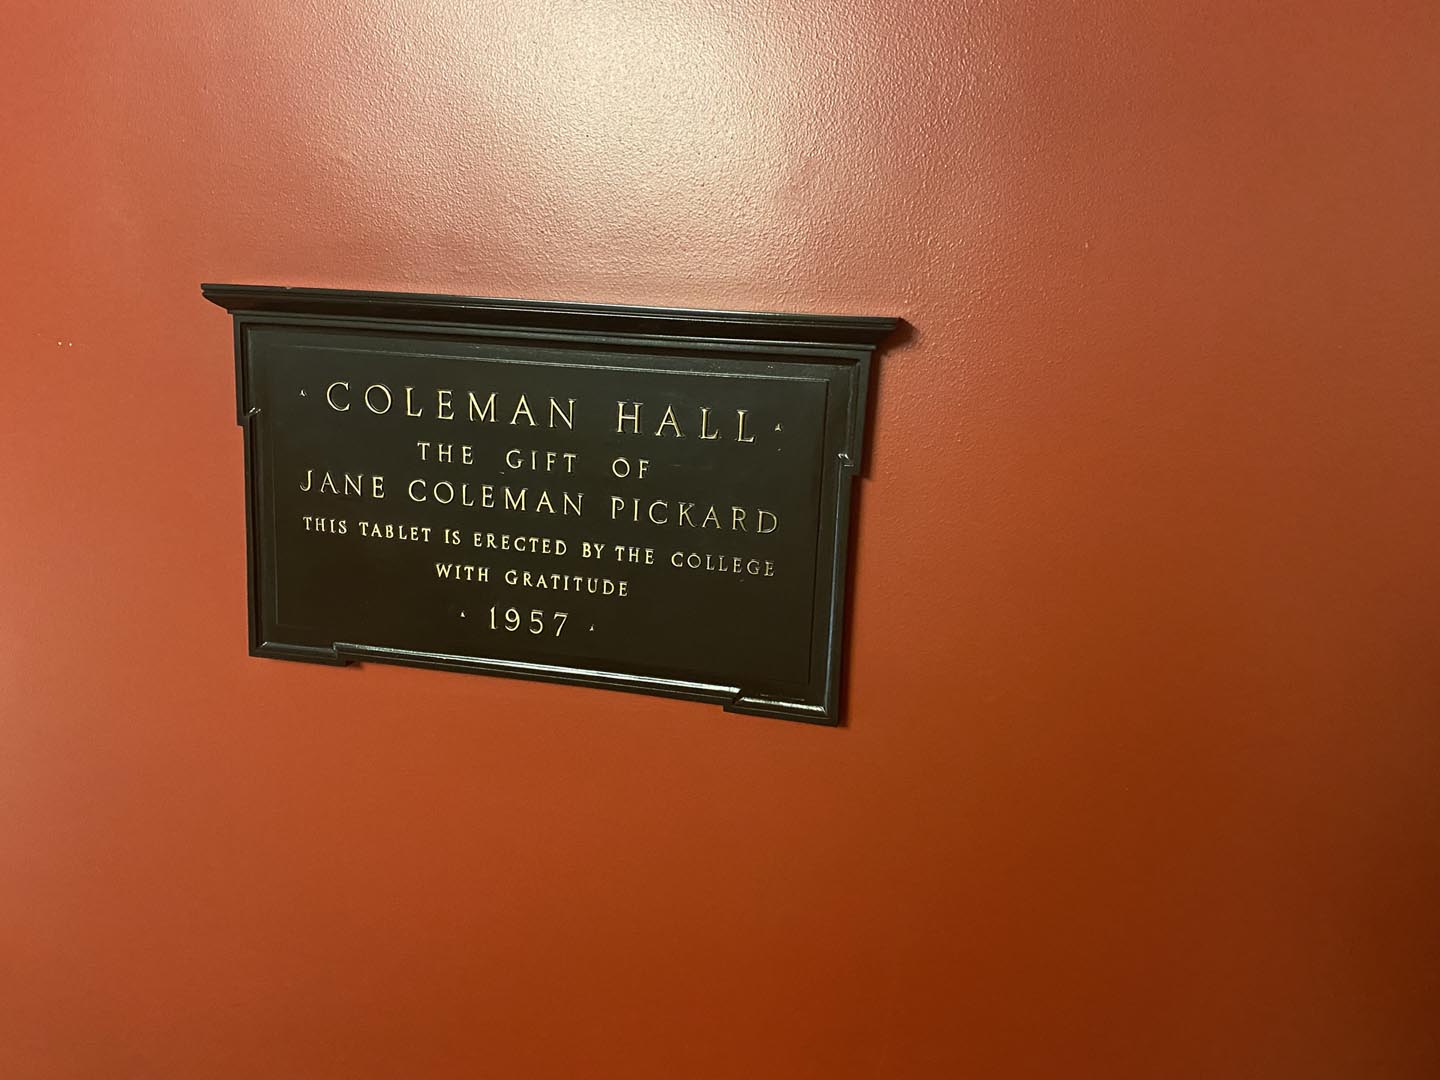 · COLEMAN HALL ·
THE GIFT OF
JANE COLEMAN PICKARD
THIS TABLET IS ERECTED BY THE COLLEGE
WITH GRATITUDE
· 1957 ·